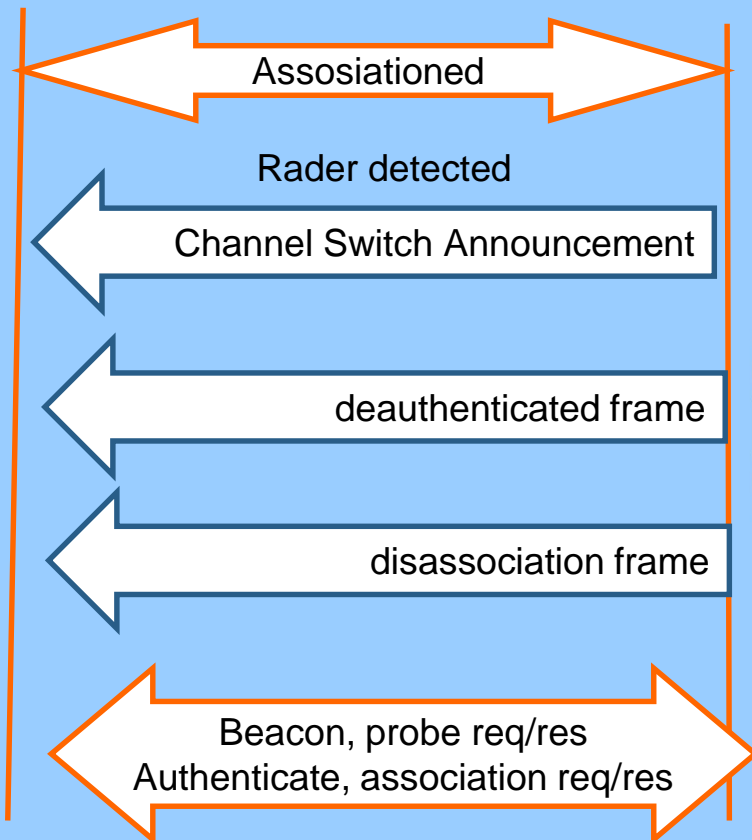 Assosiationed
Rader detected
Channel Switch Announcement
deauthenticated frame
disassociation frame
Beacon, probe req/res
Authenticate, association req/res